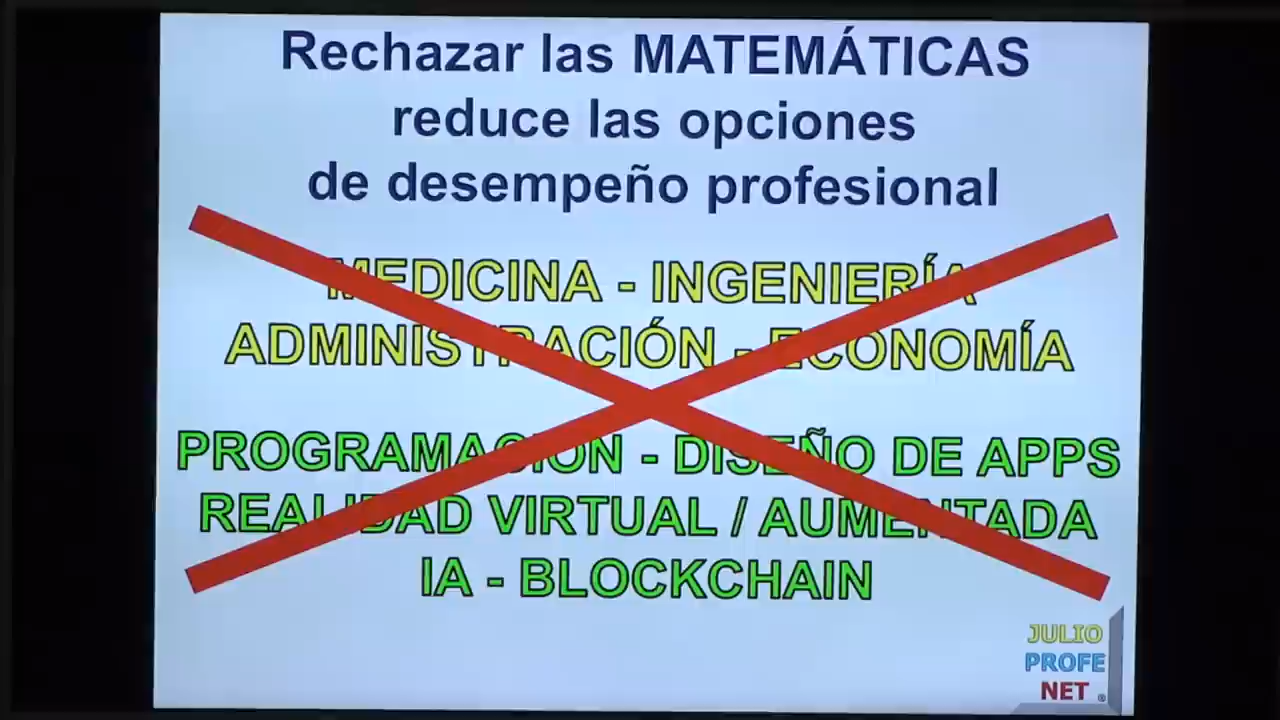 Rechazar las MATEMÁTICAS
reduce las opciones
de desempeño profesional
MEDICINA - INGENIERÍA
ADMINISTRACIÓN - ECONOMÍA
PROGRAMACIÓN - DISEÑO DE APPS
REALIDAD VIRTUAL / AUMENTADA
IA - BLOCKCHAIN
JULIO
PROFE
NET ®